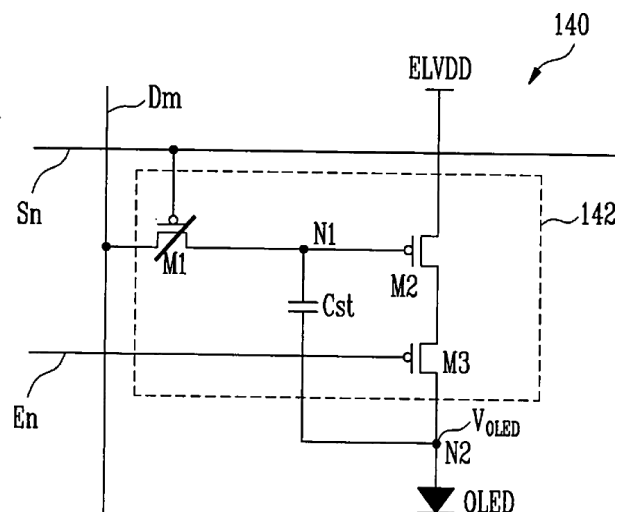 140
ELVDD
Dm
Sn
142
N1
M1
M2
Cst
M3
En
VOLED
N2
OLED